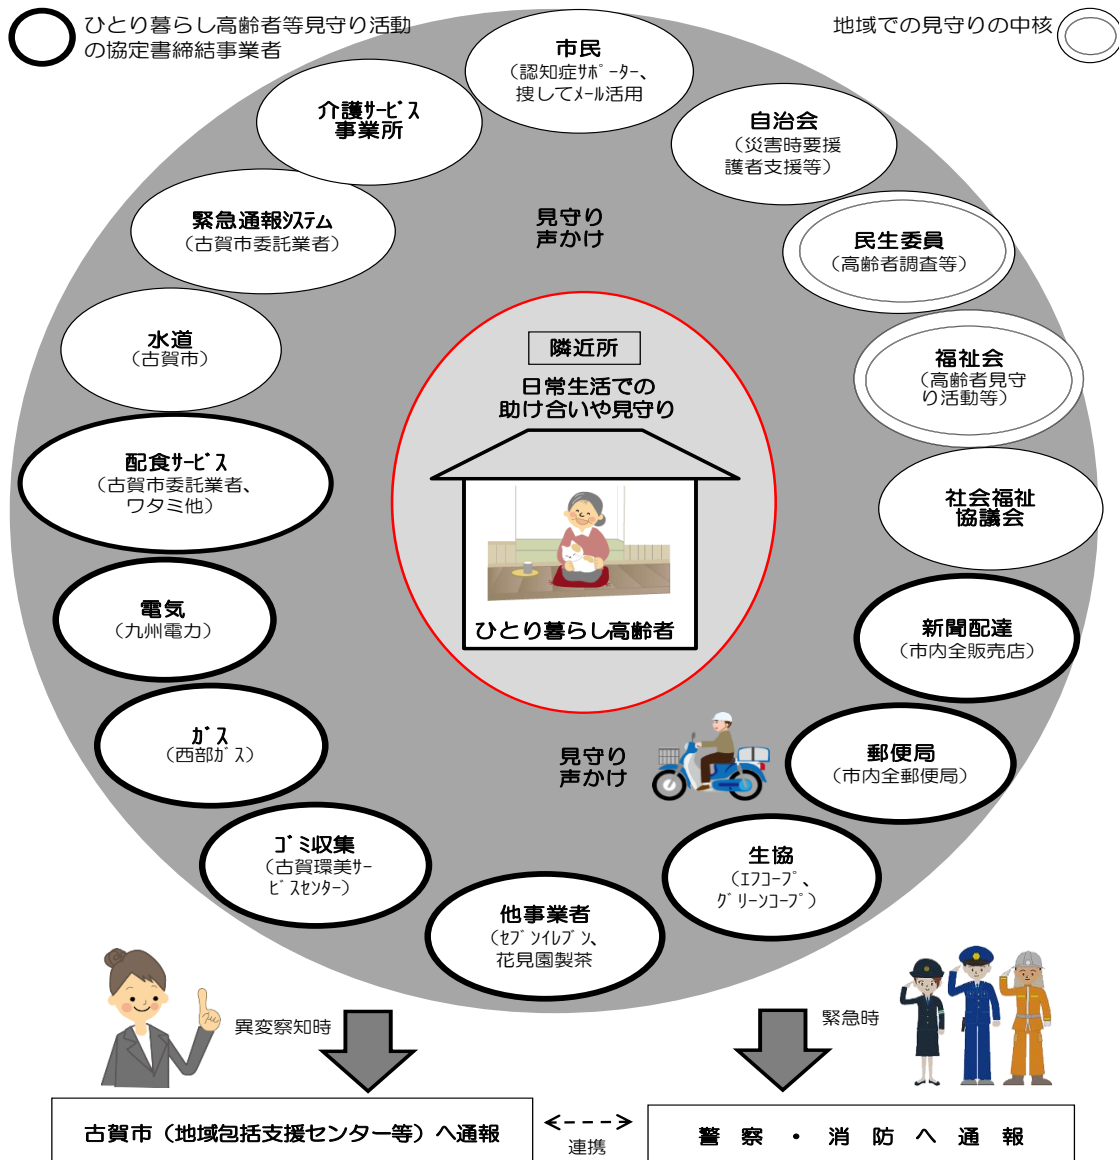 ひとり暮らし高齢者等見守り活動
の協定書締結事業者
地域での見守りの中核
市民
（認知症ｻﾎﾟｰﾀｰ、
捜してﾒｰﾙ活用
自治会
（災害時要援
護者支援等）
民生委員
（高齢者調査等）
福祉会
（高齢者見守
り活動等）
社会福祉
協議会
新聞配達
（市内全販売店）
郵便局
（市内全郵便局）
生協
（ｴﾌｺｰﾌﾟ、
ｸﾞﾘｰﾝｺｰﾌﾟ）
他事業者
（ｾﾌﾞﾝｲﾚﾌﾞﾝ、
花見園製茶
ｺﾞﾐ収集
（古賀環美ｻｰ
ﾋﾞｽｾﾝﾀｰ）
ｶﾞｽ
（西部ｶﾞｽ）
電気
（九州電力）
配食ｻｰﾋﾞｽ
（古賀市委託業者、
ワタミ他）
水道
（古賀市）
緊急通報ｼｽﾃﾑ
（古賀市委託業者）
介護ｻｰﾋﾞｽ
事業所
見守り
声かけ
隣近所
日常生活での
助け合いや見守り
ひとり暮らし高齢者
見守り
声かけ
異変察知時
緊急時
古賀市（地域包括支援センター等）へ通報
連携
警察・消防へ通報